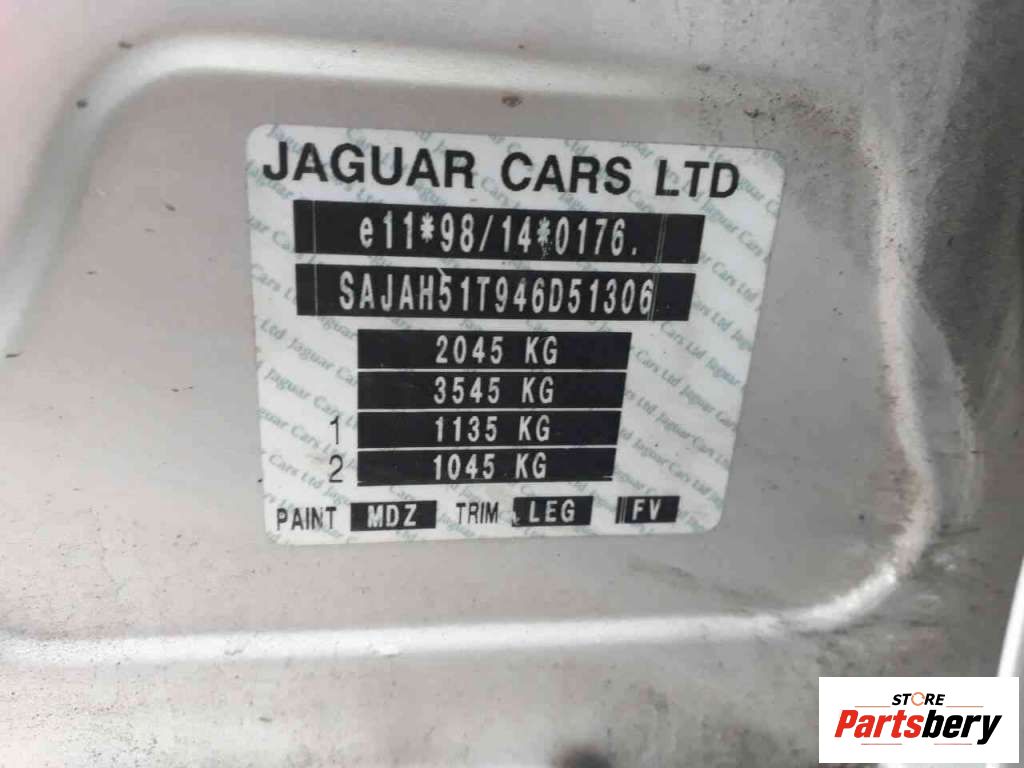 JAGUAR CARS LTD
e11*98/14*0176.
SAJAH51T946D51306
2045 KG
3545 KG
1 1135 KG
2 1045 KG
PAINT MDZ TRIM LEG FV
STORE
Partsbery